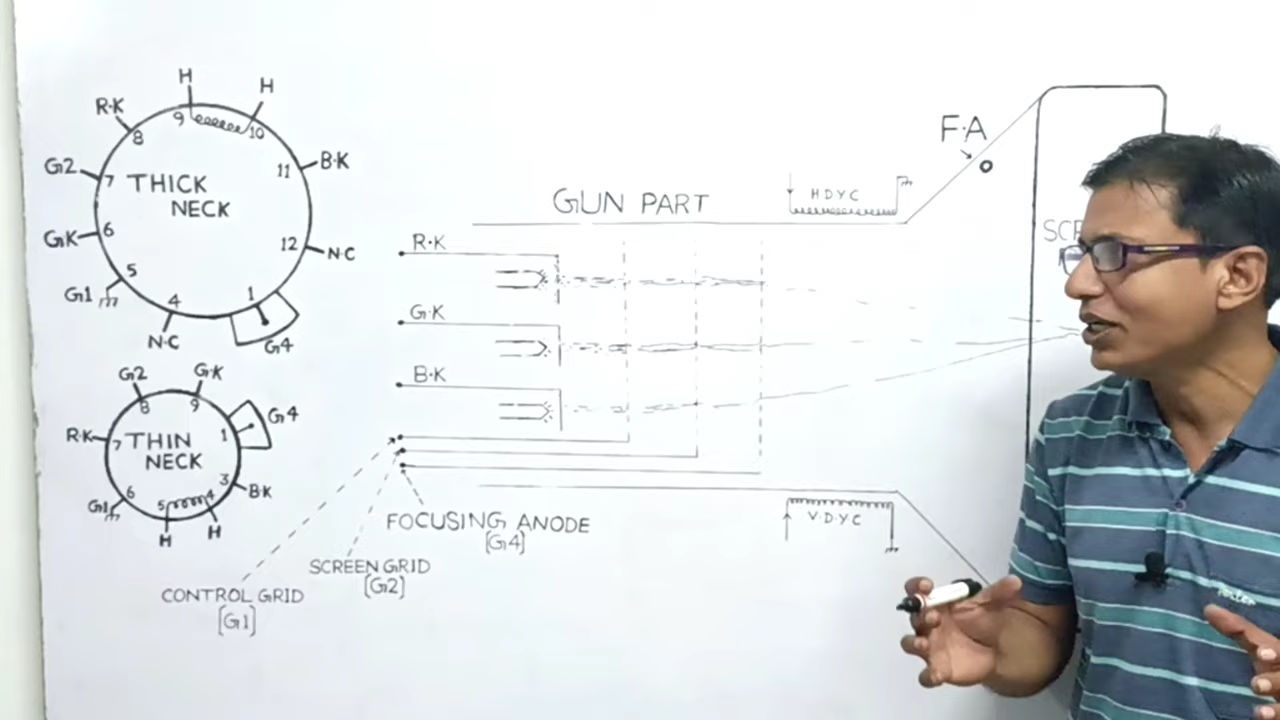 H
H
R·K
9
10
8
G2
7
THICK
NECK
11
B·K
GK
6
12
N·C
5
G1
4
1
N·C
G4
G2
G·K
8
9
G4
1
R·K
7
THIN
NECK
3
B·K
G1
6
5
4
H
H
GUN PART
R·K
G·K
B·K
HDYC
F·A
V·D·Y·C
FOCUSING ANODE
[G4]
SCREEN GRID
[G2]
CONTROL GRID
[G1]